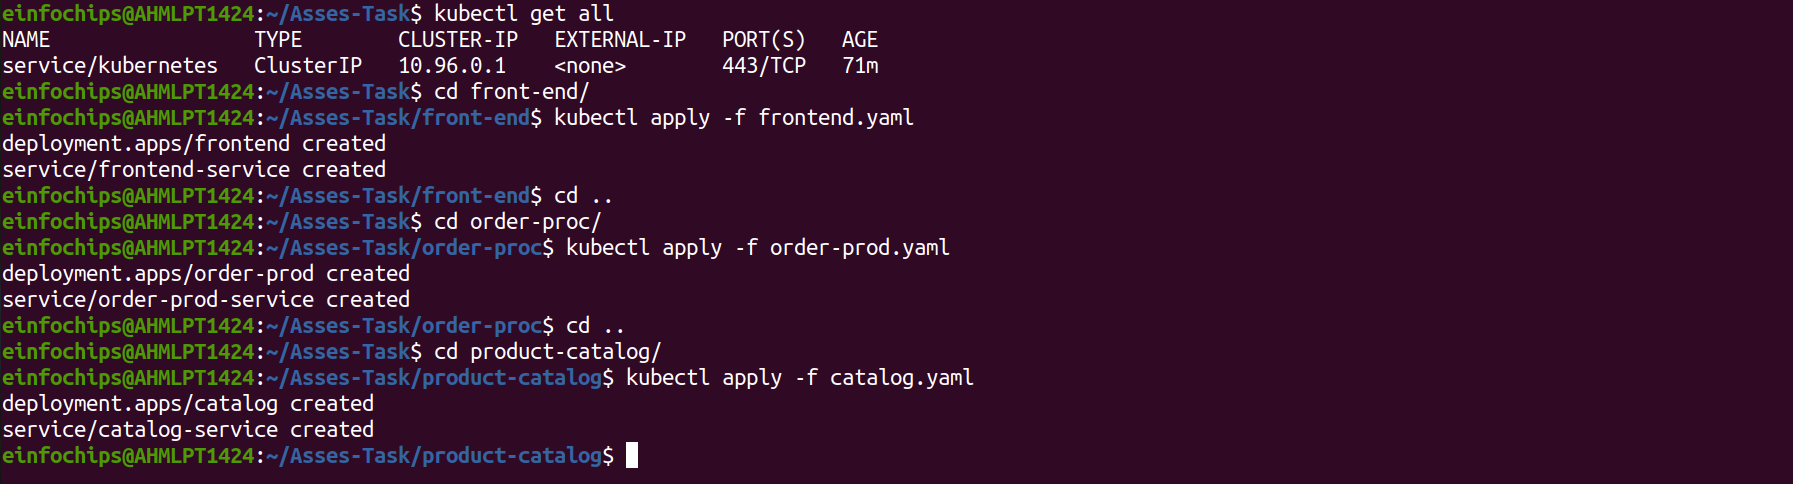 einfochips@AHMLPT1424:~/Asses-Task$ kubectl get all
NAME                 TYPE        CLUSTER-IP   EXTERNAL-IP   PORT(S)   AGE
service/kubernetes   ClusterIP   10.96.0.1    <none>        443/TCP   71m
einfochips@AHMLPT1424:~/Asses-Task$ cd front-end/
einfochips@AHMLPT1424:~/Asses-Task/front-end$ kubectl apply -f frontend.yaml
deployment.apps/frontend created
service/frontend-service created
einfochips@AHMLPT1424:~/Asses-Task/front-end$ cd ..
einfochips@AHMLPT1424:~/Asses-Task$ cd order-proc/
einfochips@AHMLPT1424:~/Asses-Task/order-proc$ kubectl apply -f order-prod.yaml
deployment.apps/order-prod created
service/order-prod-service created
einfochips@AHMLPT1424:~/Asses-Task/order-proc$ cd ..
einfochips@AHMLPT1424:~/Asses-Task$ cd product-catalog/
einfochips@AHMLPT1424:~/Asses-Task/product-catalog$ kubectl apply -f catalog.yaml
deployment.apps/catalog created
service/catalog-service created
einfochips@AHMLPT1424:~/Asses-Task/product-catalog$